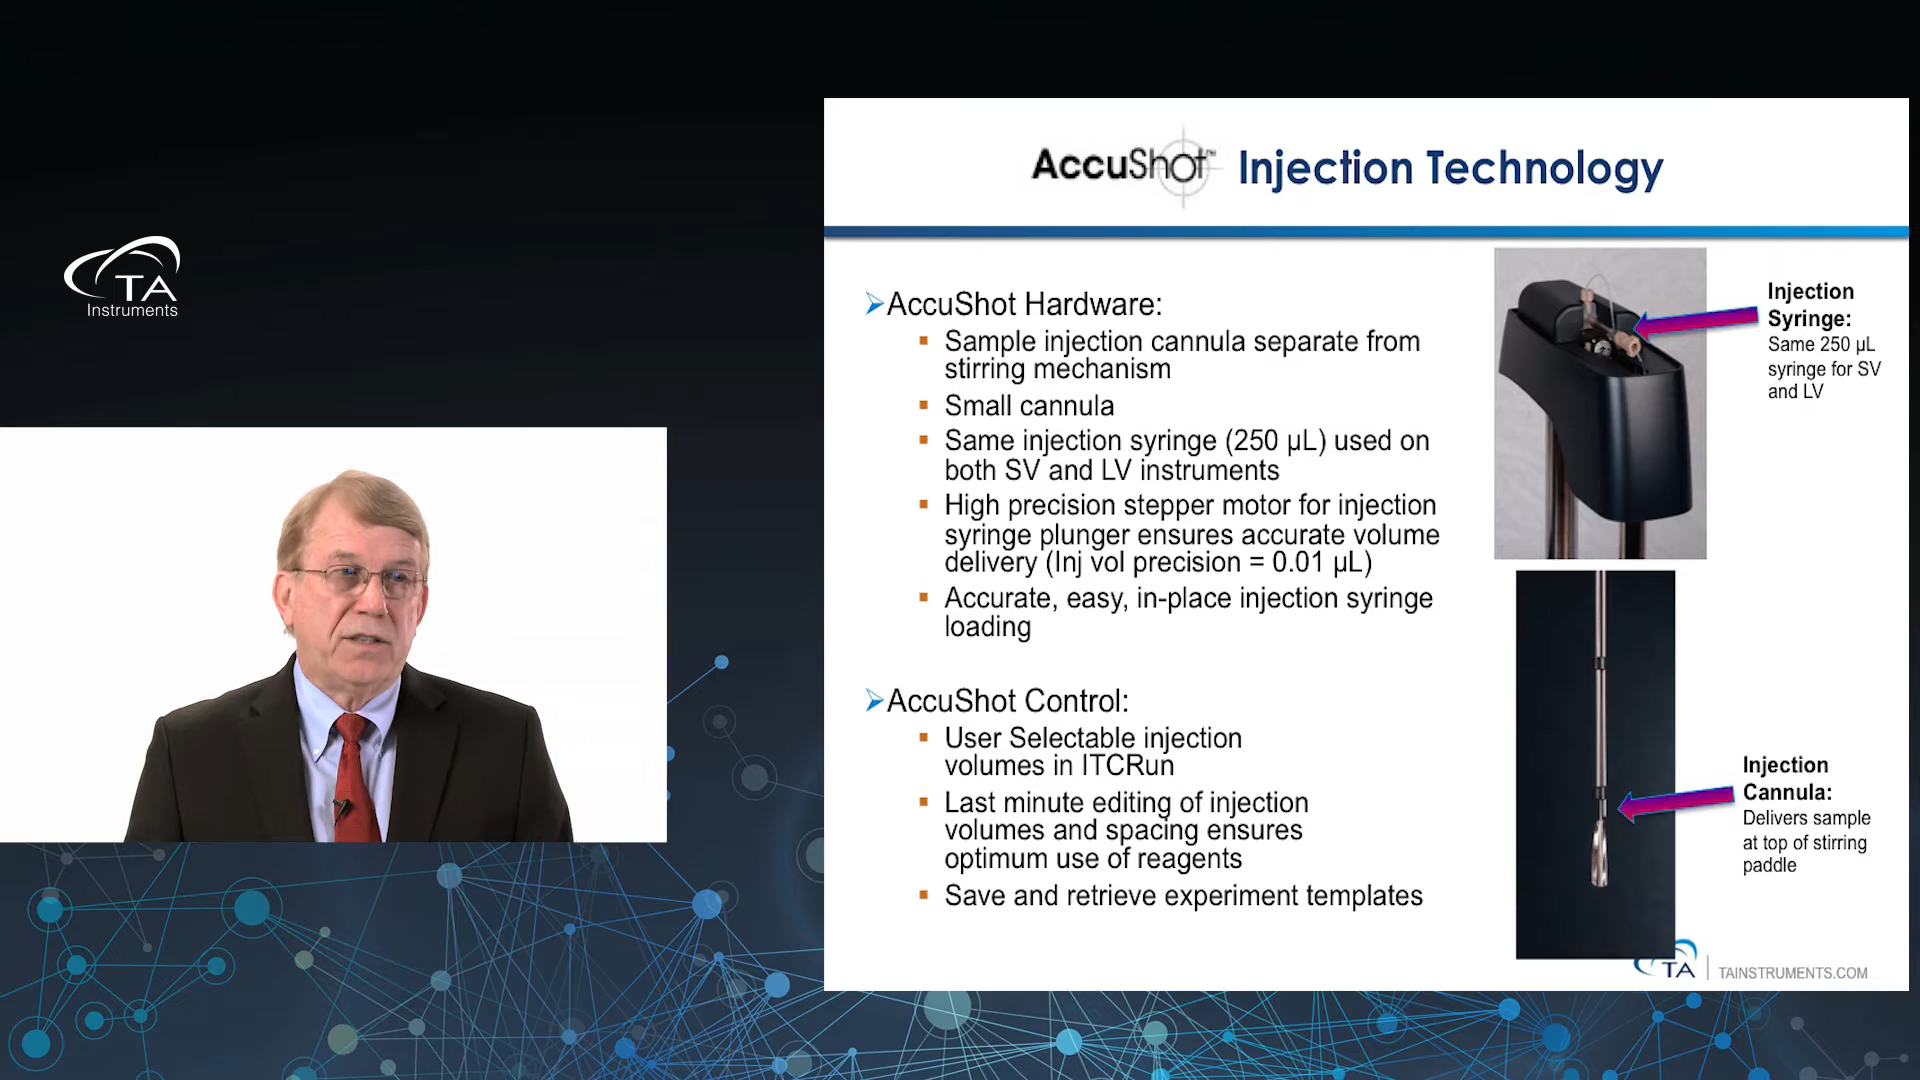 TA
Instruments
AccuShot™ Injection Technology
AccuShot Hardware:
Sample injection cannula separate from
stirring mechanism
Small cannula
Same injection syringe (250 µL) used on
both SV and LV instruments
High precision stepper motor for injection
syringe plunger ensures accurate volume
delivery (Inj vol precision = 0.01 µL)
Accurate, easy, in-place injection syringe
loading
AccuShot Control:
User Selectable injection
volumes in ITCRun
Last minute editing of injection
volumes and spacing ensures
optimum use of reagents
Save and retrieve experiment templates
Injection
Syringe:
Same 250 µL
syringe for SV
and LV
Injection
Cannula:
Delivers sample
at top of stirring
paddle
TA
TAINSTRUMENTS.COM